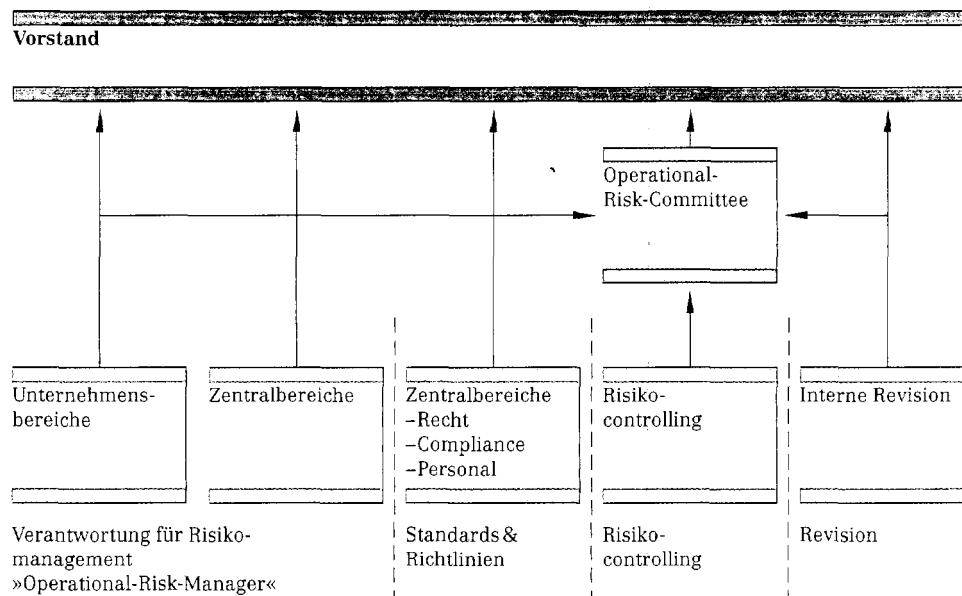 Vorstand
Operational-
Risk-Committee
Unternehmens-
bereiche
Zentralbereiche
Zentralbereiche
–Recht
–Compliance
–Personal
Risiko-
controlling
Interne Revision
Verantwortung für Risiko-
management
»Operational-Risk-Manager«
Standards &
Richtlinien
Risiko-
controlling
Revision